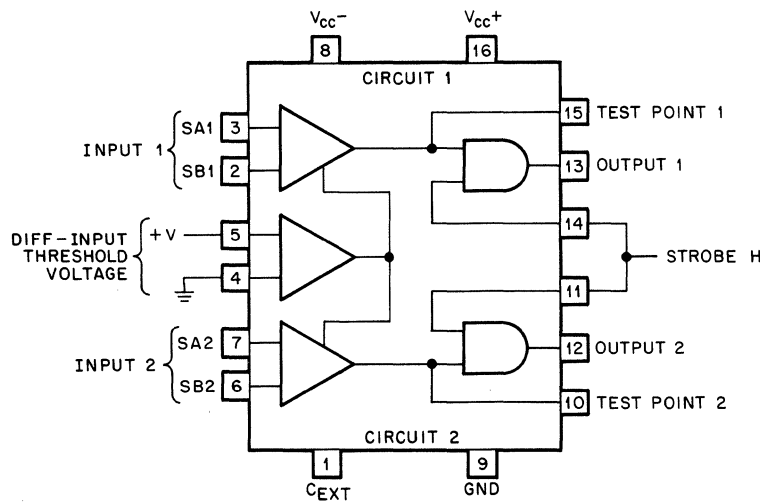 VCC- VCC+
8 16
CIRCUIT 1
15 TEST POINT 1
SA1 3
INPUT 1
SB1 2
13 OUTPUT 1
+V 5
14
DIFF-INPUT
THRESHOLD
VOLTAGE
4
STROBE H
11
SA2 7
12 OUTPUT 2
INPUT 2
SB2 6
10 TEST POINT 2
CIRCUIT 2
1 9
CEXT GND